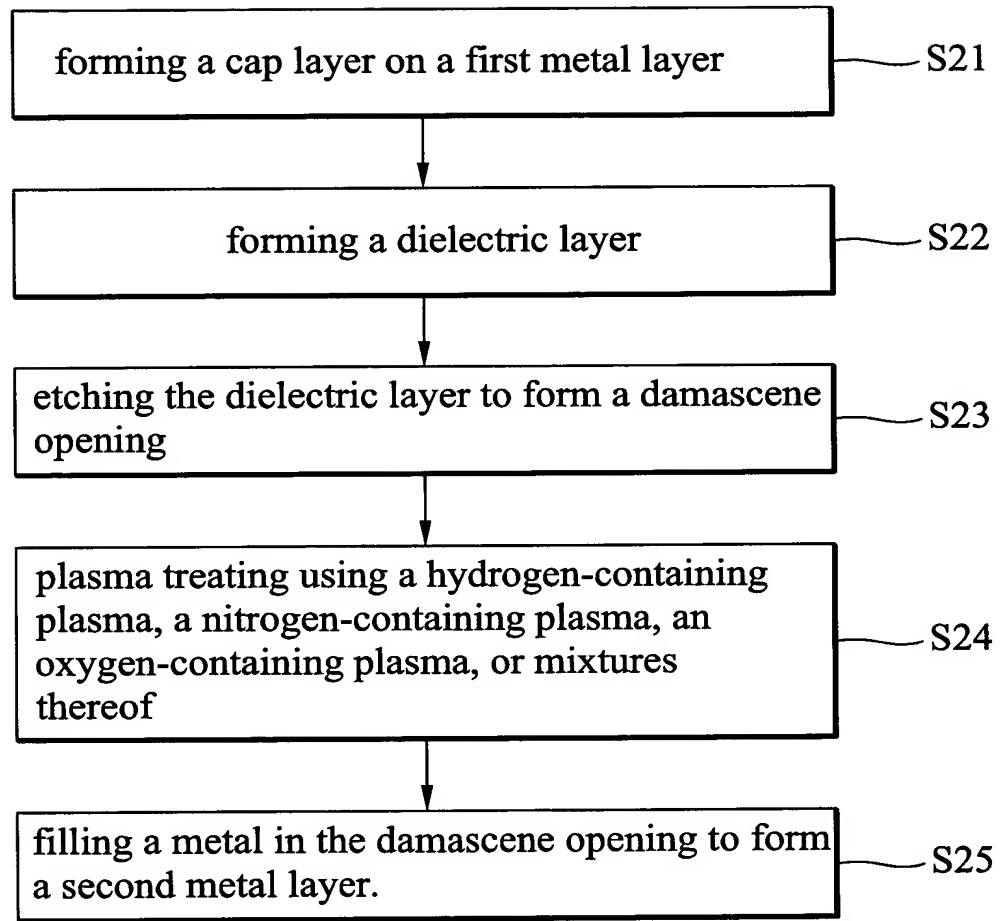 forming a cap layer on a first metal layer
S21
forming a dielectric layer
S22
etching the dielectric layer to form a damascene
opening
S23
plasma treating using a hydrogen-containing
plasma, a nitrogen-containing plasma, an
oxygen-containing plasma, or mixtures
thereof
S24
filling a metal in the damascene opening to form
a second metal layer.
S25